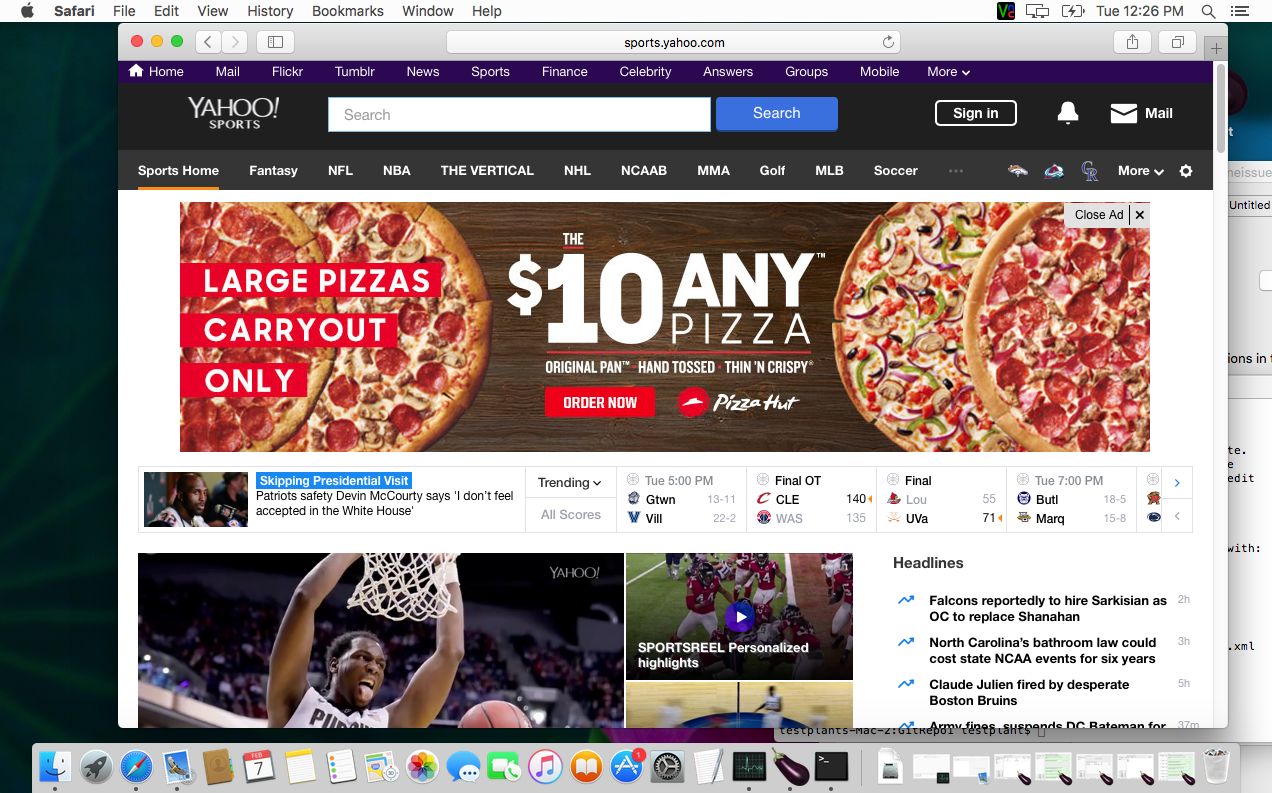 Safari File Edit View History Bookmarks Window Help Tue 12:26 PM
sports.yahoo.com
Home Mail Flickr Tumblr News Sports Finance Celebrity Answers Groups Mobile More
YAHOO!
SPORTS
Search
Search
Sign in
Mail
Sports Home Fantasy NFL NBA THE VERTICAL NHL NCAAB MMA Golf MLB Soccer ... More
Close Ad
LARGE PIZZAS
CARRYOUT
ONLY
THE
$10 ANY™
PIZZA
ORIGINAL PAN™ · HAND TOSSED · THIN 'N CRISPY®
ORDER NOW
Pizza Hut
Skipping Presidential Visit
Patriots safety Devin McCourty says 'I don't feel
accepted in the White House'
Trending
All Scores
Tue 5:00 PM
Gtwn 13-11
Vill 22-2
Final OT
CLE 140
WAS 135
Final
Lou 55
UVa 71
Tue 7:00 PM
Butl 18-5
Marq 15-8
YAHOO!
PURDUE
SPORTSREEL Personalized
highlights
Headlines
Falcons reportedly to hire Sarkisian as 2h
OC to replace Shanahan
North Carolina's bathroom law could 3h
cost state NCAA events for six years
Claude Julien fired by desperate 5h
Boston Bruins
Army fines, suspends DC Bateman for 37m
neissue
Untitled
ions in t
te.
e
edit
with:
.xml
testplants-Mac-2:GitRepo1 testplant$
FEB
7
1